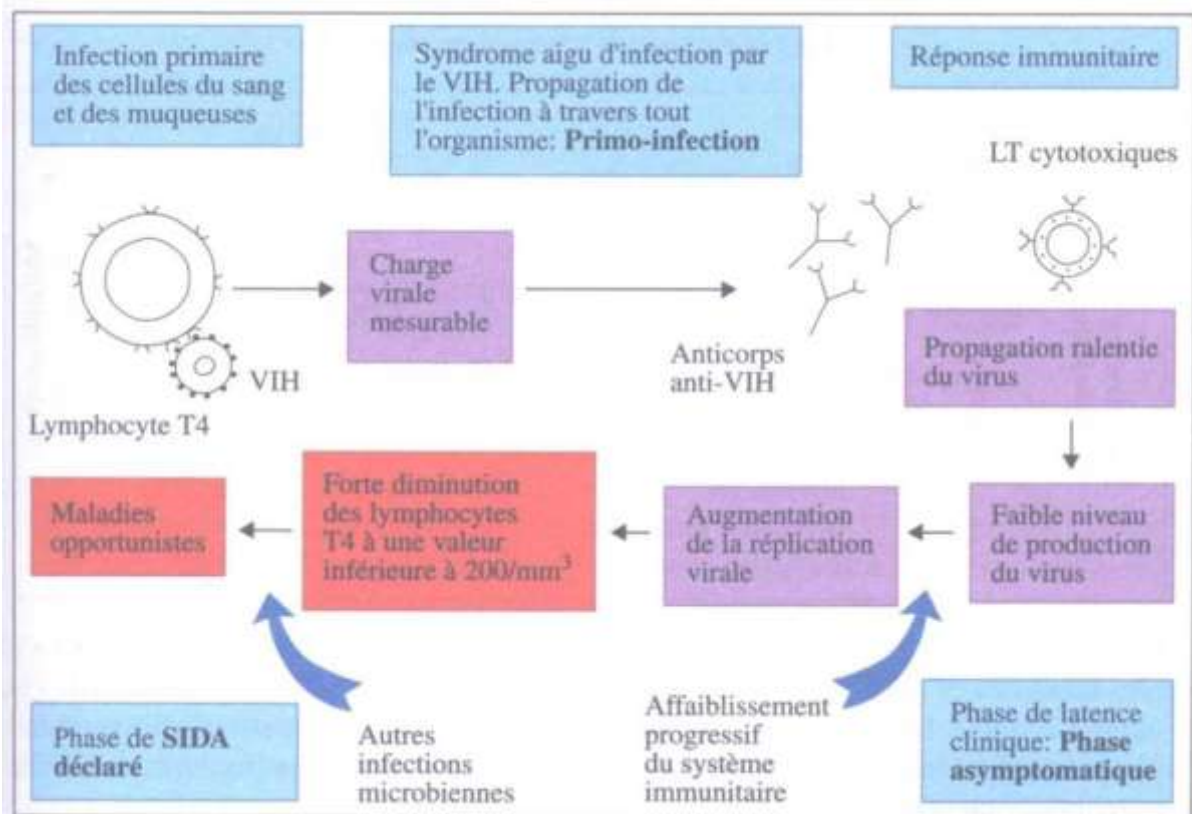 Infection primaire
des cellules du sang
et des muqueuses
Syndrome aigu d'infection par
le VIH. Propagation de
l'infection à travers tout
l'organisme: Primo-infection
Réponse immunitaire
LT cytotoxiques
Charge
virale
mesurable
VIH
Lymphocyte T4
Anticorps
anti-VIH
Propagation ralentie
du virus
Maladies
opportunistes
Forte diminution
des lymphocytes
T4 à une valeur
inférieure à 200/mm³
Augmentation
de la réplication
virale
Faible niveau
de production
du virus
Phase de SIDA
déclaré
Autres
infections
microbiennes
Affaiblissement
progressif
du système
immunitaire
Phase de latence
clinique: Phase
asymptomatique